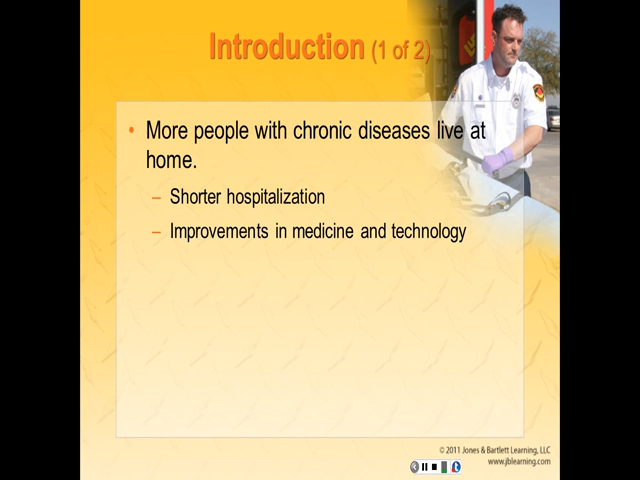 Introduction (1 of 2)
• More people with chronic diseases live at
home.
– Shorter hospitalization
– Improvements in medicine and technology
© 2011 Jones & Bartlett Learning, LLC
www.jblearning.com